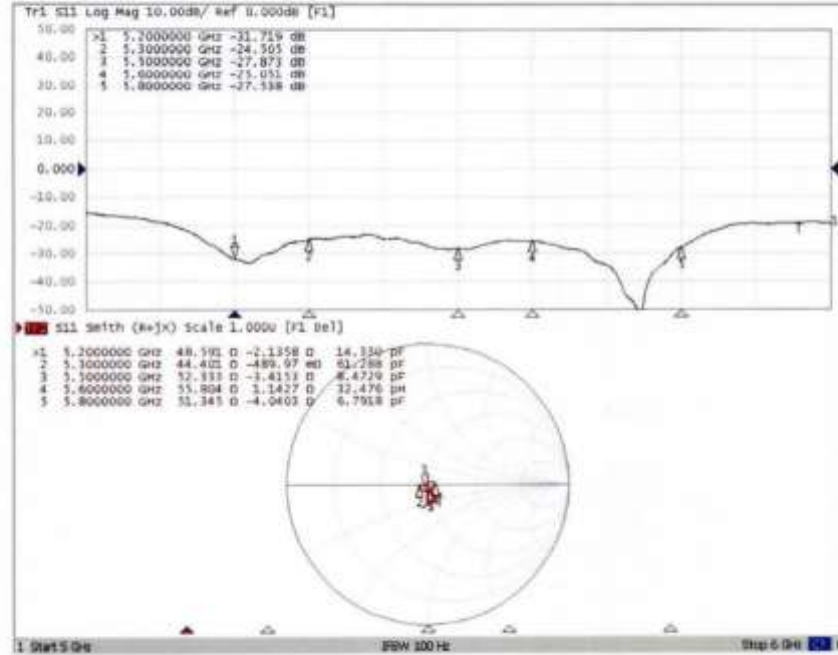 Tr1 S11 Log Mag 10.00dB/ Ref 0.000dB [F1]
50.00
>1 5.2000000 GHz -31.719 dB
2 5.3000000 GHz -24.505 dB
40.00
3 5.5000000 GHz -27.873 dB
4 5.6000000 GHz -25.051 dB
30.00
5 5.8000000 GHz -27.538 dB
20.00
10.00
0.000
-10.00
-20.00
-30.00
-40.00
-50.00
S11 Smith (R+jX) Scale 1.000U [F1 Del]
>1 5.2000000 GHz 48.591 Ω -2.1358 Ω 14.330 pF
2 5.3000000 GHz 44.401 Ω -489.97 mΩ 61.288 pF
3 5.5000000 GHz 52.333 Ω -3.4153 Ω 8.4729 pF
4 5.6000000 GHz 55.804 Ω 1.1427 Ω 32.476 pH
5 5.8000000 GHz 51.345 Ω -4.0403 Ω 6.7918 pF
1 Start 5 GHz IFBW 100 Hz Stop 6 GHz